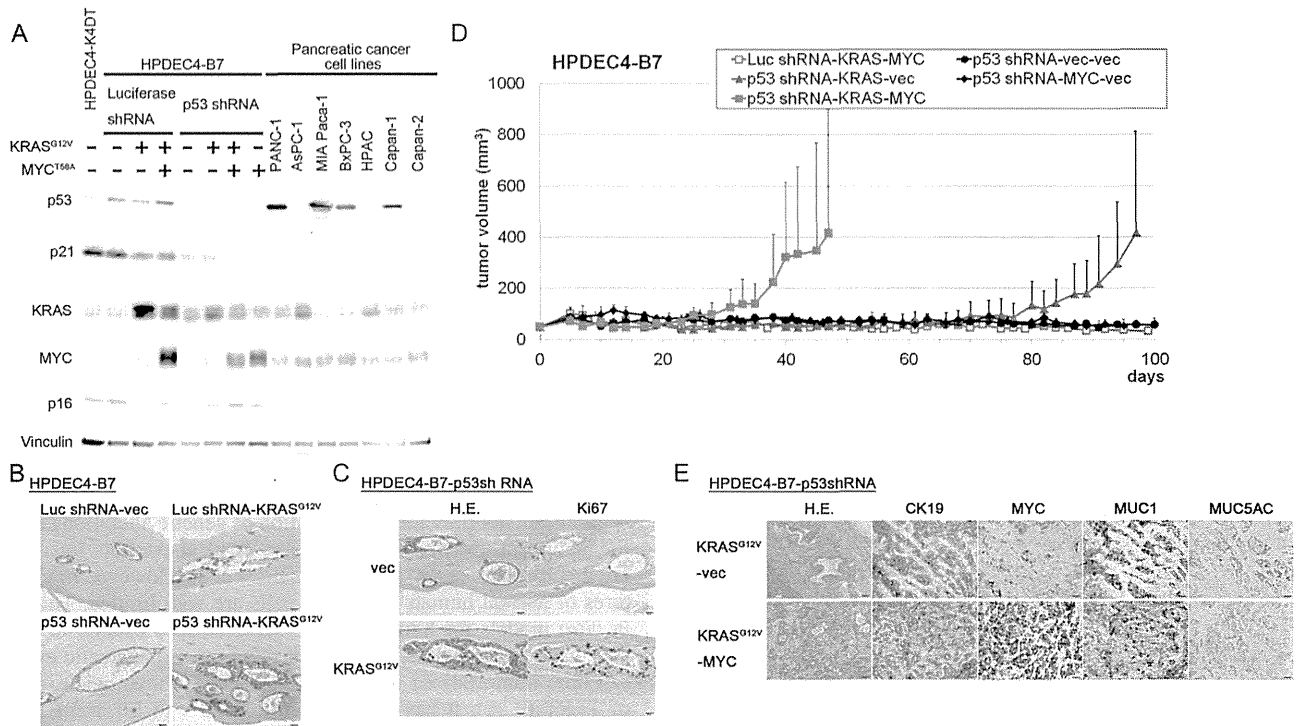 A
HPDEC4-K4DT
HPDEC4-B7
Pancreatic cancer
cell lines
Luciferase
shRNA
p53 shRNA
PANC-1
AsPC-1
MIA Paca-1
BxPC-3
HPAC
Capan-1
Capan-2
KRASG12V - - + + - + + -
MYCT58A - - - + - - + +
p53
p21
KRAS
MYC
p16
Vinculin
D
HPDEC4-B7
Luc shRNA-KRAS-MYC
p53 shRNA-vec-vec
p53 shRNA-KRAS-vec
p53 shRNA-MYC-vec
p53 shRNA-KRAS-MYC
tumor volume (mm³)
1000
800
600
400
200
0
0 20 40 60 80 100
days
B
HPDEC4-B7
Luc shRNA-vec
Luc shRNA-KRASG12V
p53 shRNA-vec
p53 shRNA-KRASG12V
C
HPDEC4-B7-p53sh RNA
H.E.
Ki67
vec
KRASG12V
E
HPDEC4-B7-p53shRNA
H.E.
CK19
MYC
MUC1
MUC5AC
KRASG12V
-vec
KRASG12V
-MYC